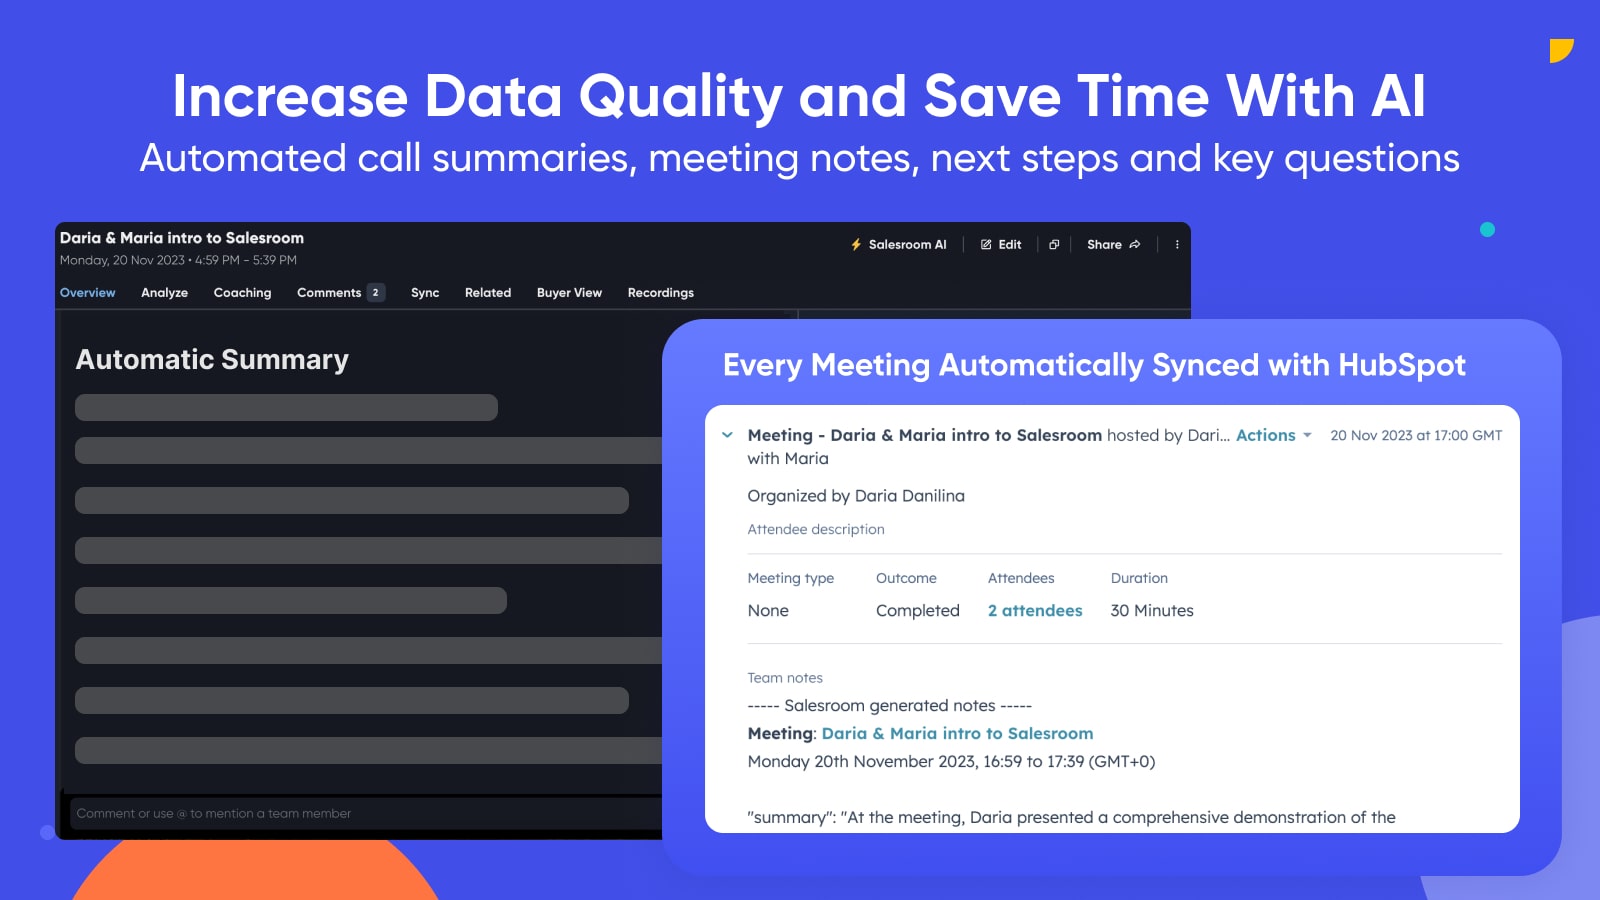 Increase Data Quality and Save Time With AI
Automated call summaries, meeting notes, next steps and key questions
Daria & Maria intro to Salesroom
Monday, 20 Nov 2023 • 4:59 PM - 5:39 PM
Salesroom AI
Edit
Share
Overview
Analyze
Coaching
Comments 2
Sync
Related
Buyer View
Recordings
Automatic Summary
Comment or use @ to mention a team member
Every Meeting Automatically Synced with HubSpot
Meeting - Daria & Maria intro to Salesroom hosted by Dari... Actions 20 Nov 2023 at 17:00 GMT
with Maria
Organized by Daria Danilina
Attendee description
Meeting type Outcome Attendees Duration
None Completed 2 attendees 30 Minutes
Team notes
----- Salesroom generated notes -----
Meeting: Daria & Maria intro to Salesroom
Monday 20th November 2023, 16:59 to 17:39 (GMT+0)
"summary": "At the meeting, Daria presented a comprehensive demonstration of the